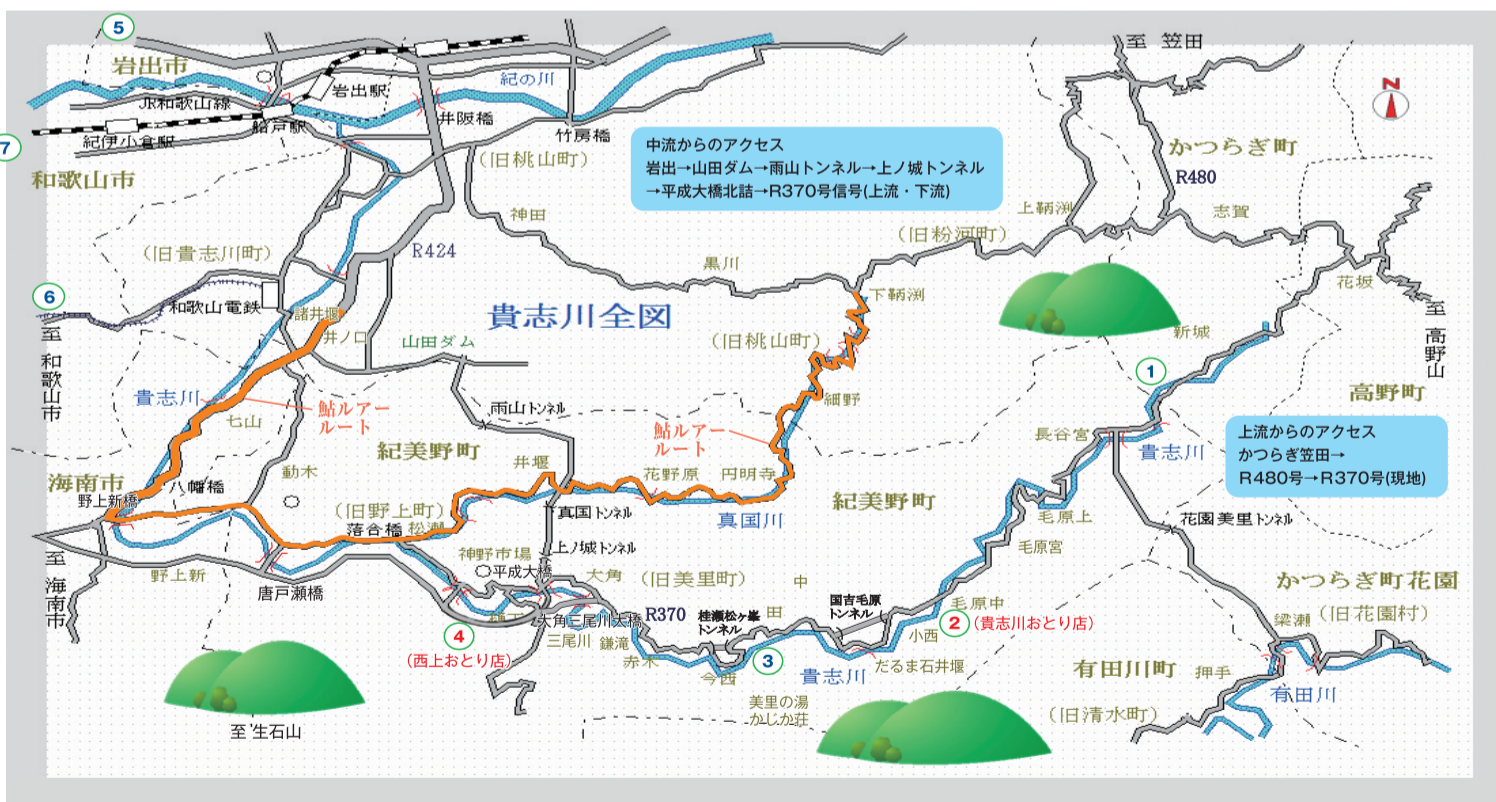 5
至 笠田
岩出市
紀の川
岩出駅
N
JR和歌山線
井阪橋
船戸駅
竹房橋
紀伊小倉駅
7
中流からのアクセス
岩出→山田ダム→雨山トンネル→上ノ城トンネル
→平成大橋北詰→R370号信号(上流・下流)
かつらぎ町
R480
(旧桃山町)
和歌山市
神田
上鞆渕
志賀
(旧粉河町)
(旧貴志川町)
R424
黒川
花坂
6
和歌山電鉄
下鞆渕
諸井堰
貴志川全図
至 和歌山市
井ノ口
山田ダム
(旧桃山町)
新城
至 高野山
1
貴志川
鮎ルアー
ルート
七山
雨山トンネル
細野
高野町
鮎ルアー
ルート
長谷宮
貴志川
上流からのアクセス
かつらぎ笠田→
R480号→R370号(現地)
紀美野町
井堰
動木
花野原
円明寺
海南市
八幡橋
野上新橋
(旧野上町)
紀美野町
毛原上
真国トンネル
真国川
花園美里トンネル
落合橋
松瀬
毛原宮
上ノ城トンネル
神野市場
至 海南市
平成大橋
大角
(旧美里町)
中
野上新
唐戸瀬橋
かつらぎ町花園
国吉毛原
トンネル
毛原中
田
桂瀬松ヶ峯
トンネル
R370
大角三尾川大橋
梁瀬
(旧花園村)
2
(貴志川おとり店)
4
(西上おとり店)
三尾川
鎌滝
小西
赤木
3
だるま石井堰
今西
貴志川
有田川町
押手
有田川
美里の湯
かじか荘
(旧清水町)
至 生石山